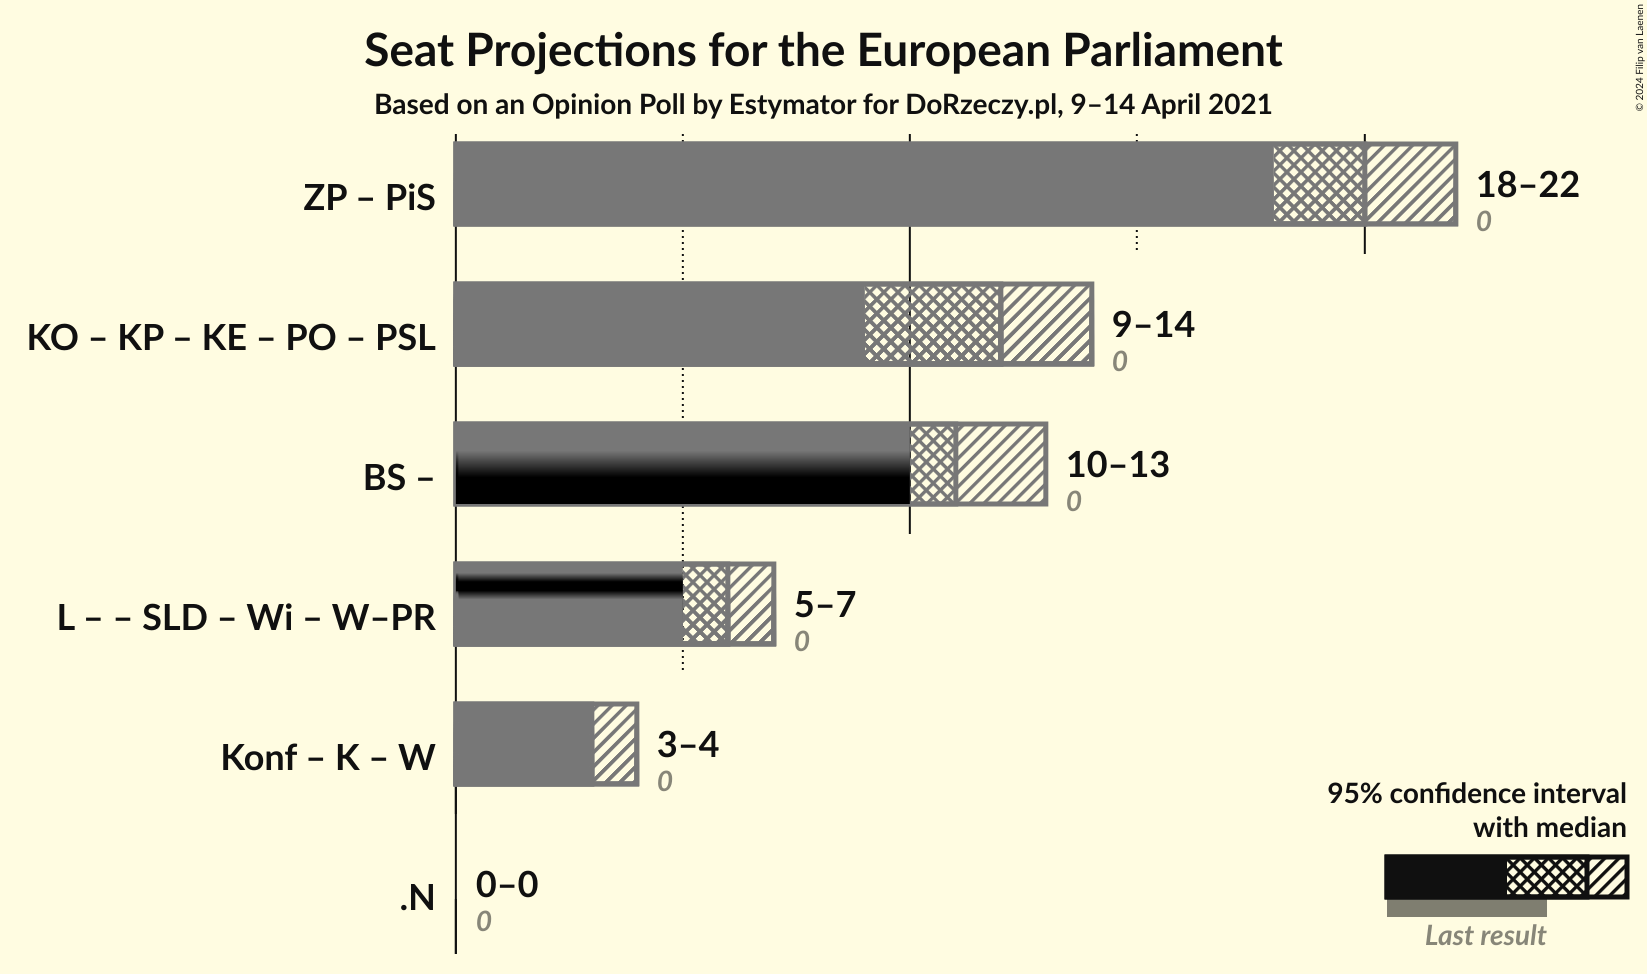 Seat Projections for the European Parliament
Based on an Opinion Poll by Estymator for DoRzeczy.pl, 9–14 April 2021
© 2024 Filip van Laenen
ZP – PiS
18–22
0
KO – KP – KE – PO – PSL
9–14
0
BS –
10–13
0
L – – SLD – Wi – W–PR
5–7
0
Konf – K – W
3–4
0
.N
0–0
0
95% confidence interval
with median
Last result